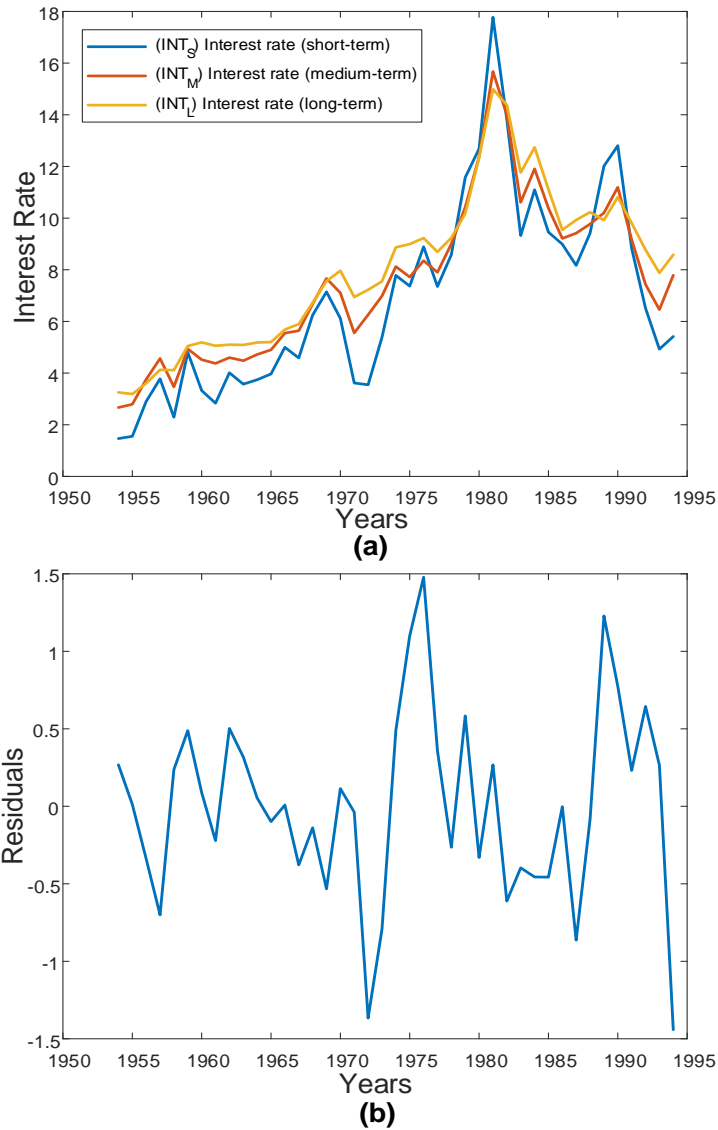 18
16
14
12
10
8
6
4
2
0
Interest Rate
(INT_S) Interest rate (short-term)
(INT_M) Interest rate (medium-term)
(INT_L) Interest rate (long-term)
1950 1955 1960 1965 1970 1975 1980 1985 1990 1995
Years
(a)
1.5
1
0.5
0
-0.5
-1
-1.5
Residuals
1950 1955 1960 1965 1970 1975 1980 1985 1990 1995
Years
(b)